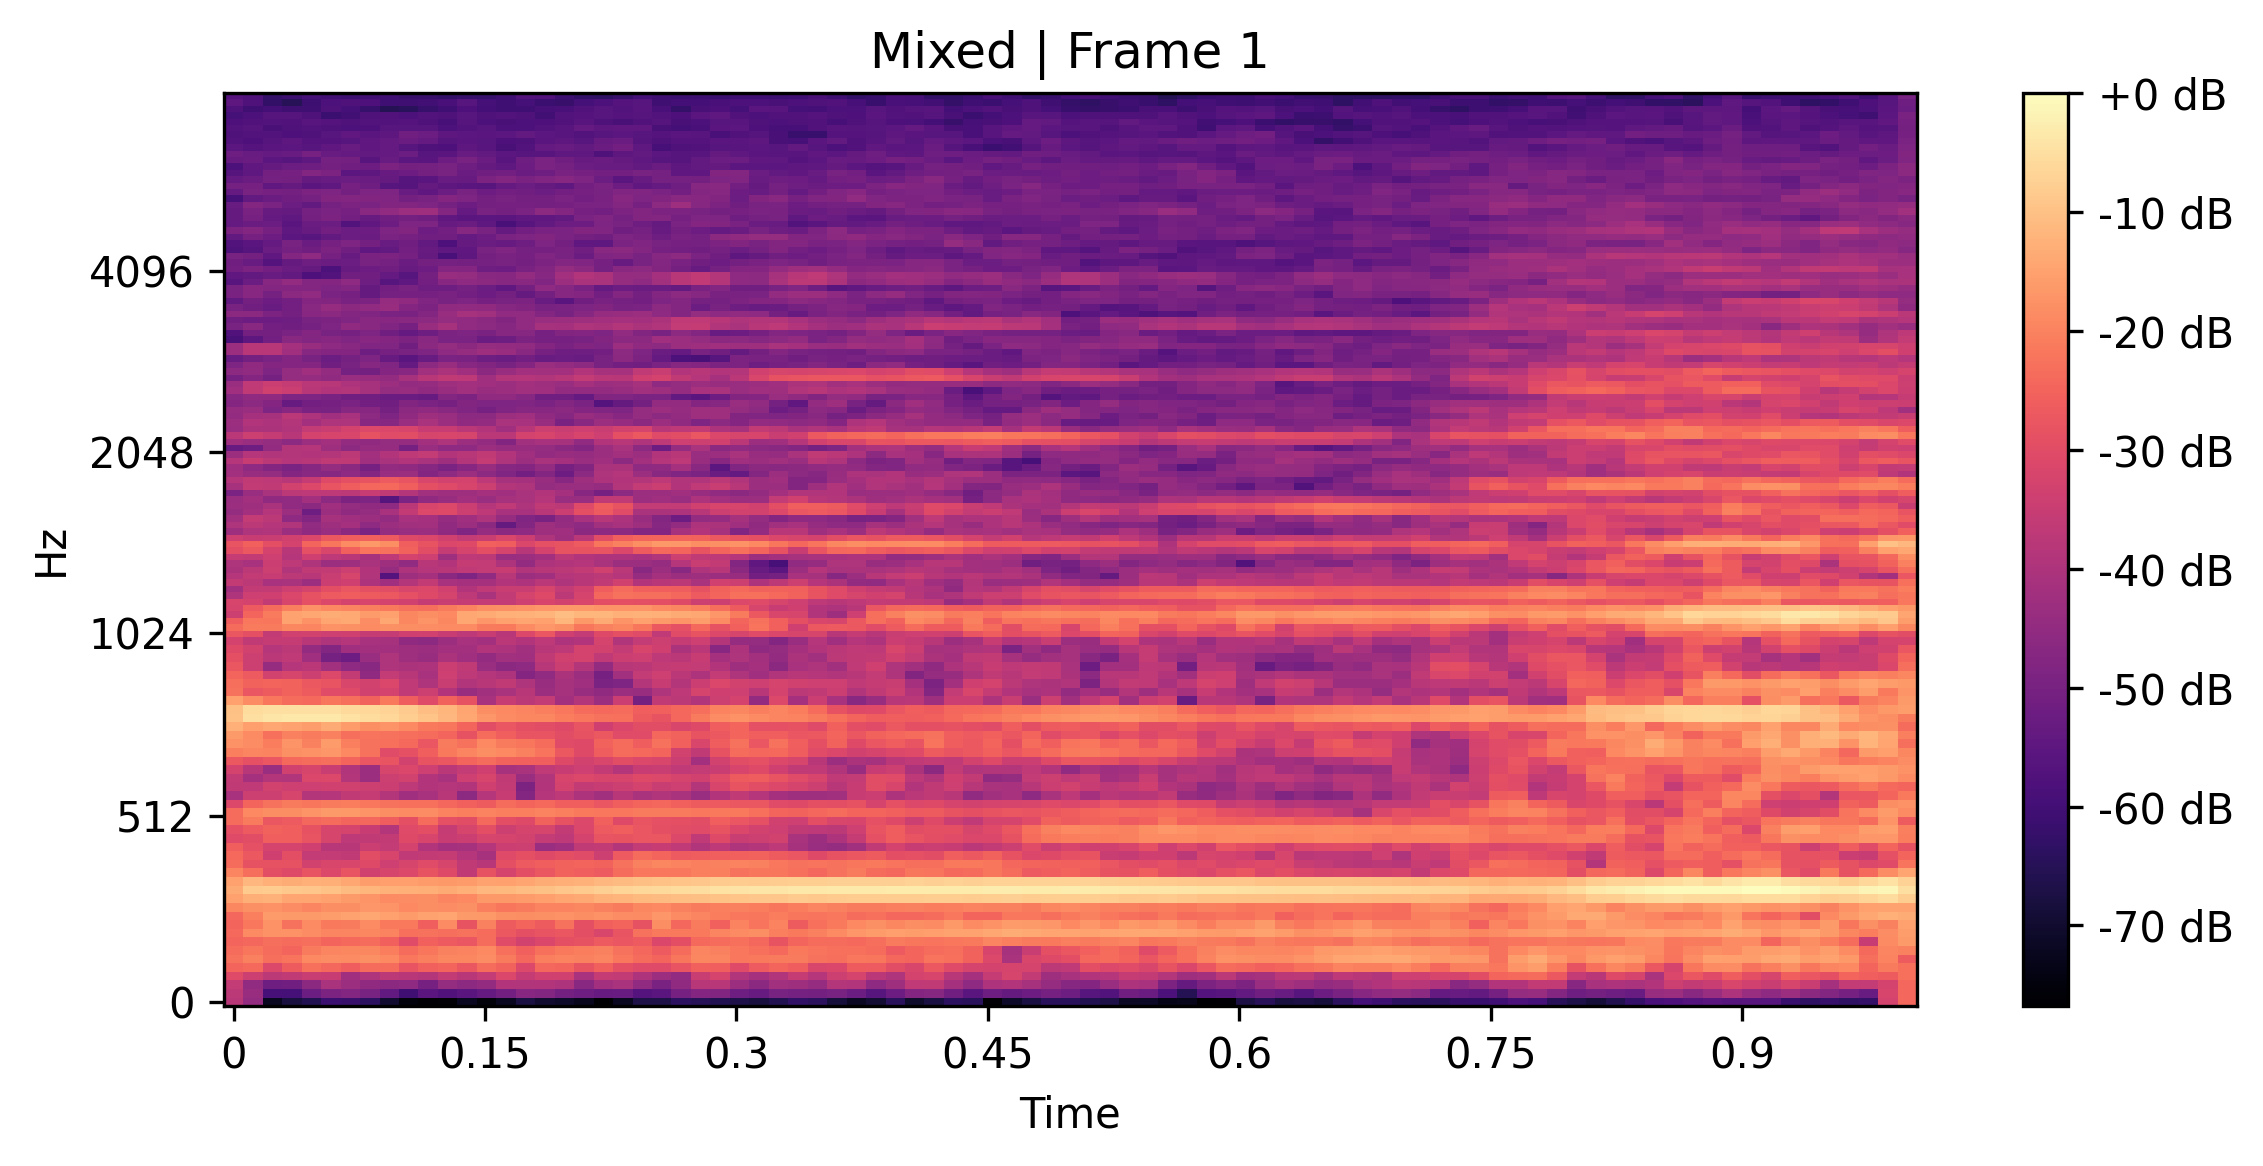 Mixed | Frame 1
+0 dB
-10 dB
-20 dB
-30 dB
-40 dB
-50 dB
-60 dB
-70 dB
Hz
4096
2048
1024
512
0
0 0.15 0.3 0.45 0.6 0.75 0.9
Time